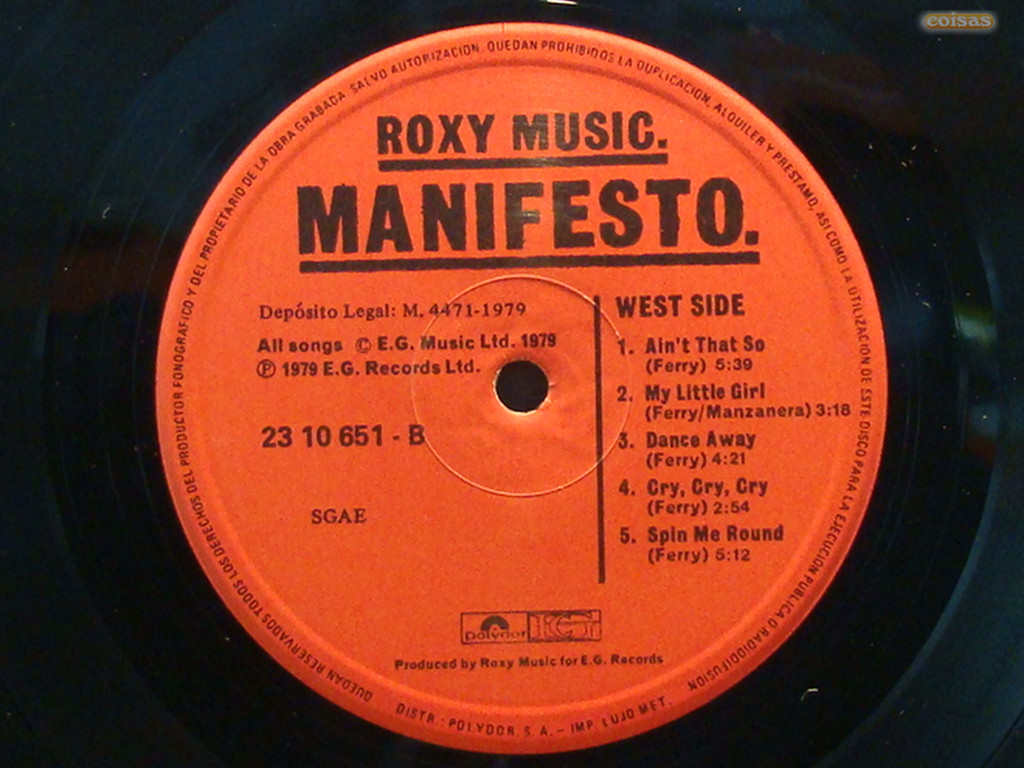 coisas
QUEDAN RESERVADOS TODOS LOS DERECHOS DEL PRODUCTOR FONOGRAFICO Y DEL PROPIETARIO DE LA OBRA GRABADA. SALVO AUTORIZACION, QUEDAN PROHIBIDOS LA DUPLICACION, ALQUILER Y PRESTAMO, ASI COMO LA UTILIZACION DE ESTE DISCO PARA LA EJECUCION PUBLICA O RADIODIFUSION
ROXY MUSIC.
MANIFESTO.
Depósito Legal: M. 4471-1979
All songs © E.G. Music Ltd. 1979
℗ 1979 E.G. Records Ltd.
23 10 651 - B
SGAE
WEST SIDE
1. Ain't That So
(Ferry) 5:39
2. My Little Girl
(Ferry/Manzanera) 3:18
3. Dance Away
(Ferry) 4:21
4. Cry, Cry, Cry
(Ferry) 2:54
5. Spin Me Round
(Ferry) 5:12
Polydor EG
Produced by Roxy Music for E.G. Records
DISTR.: POLYDOR, S. A. - IMP. LUJO MET.